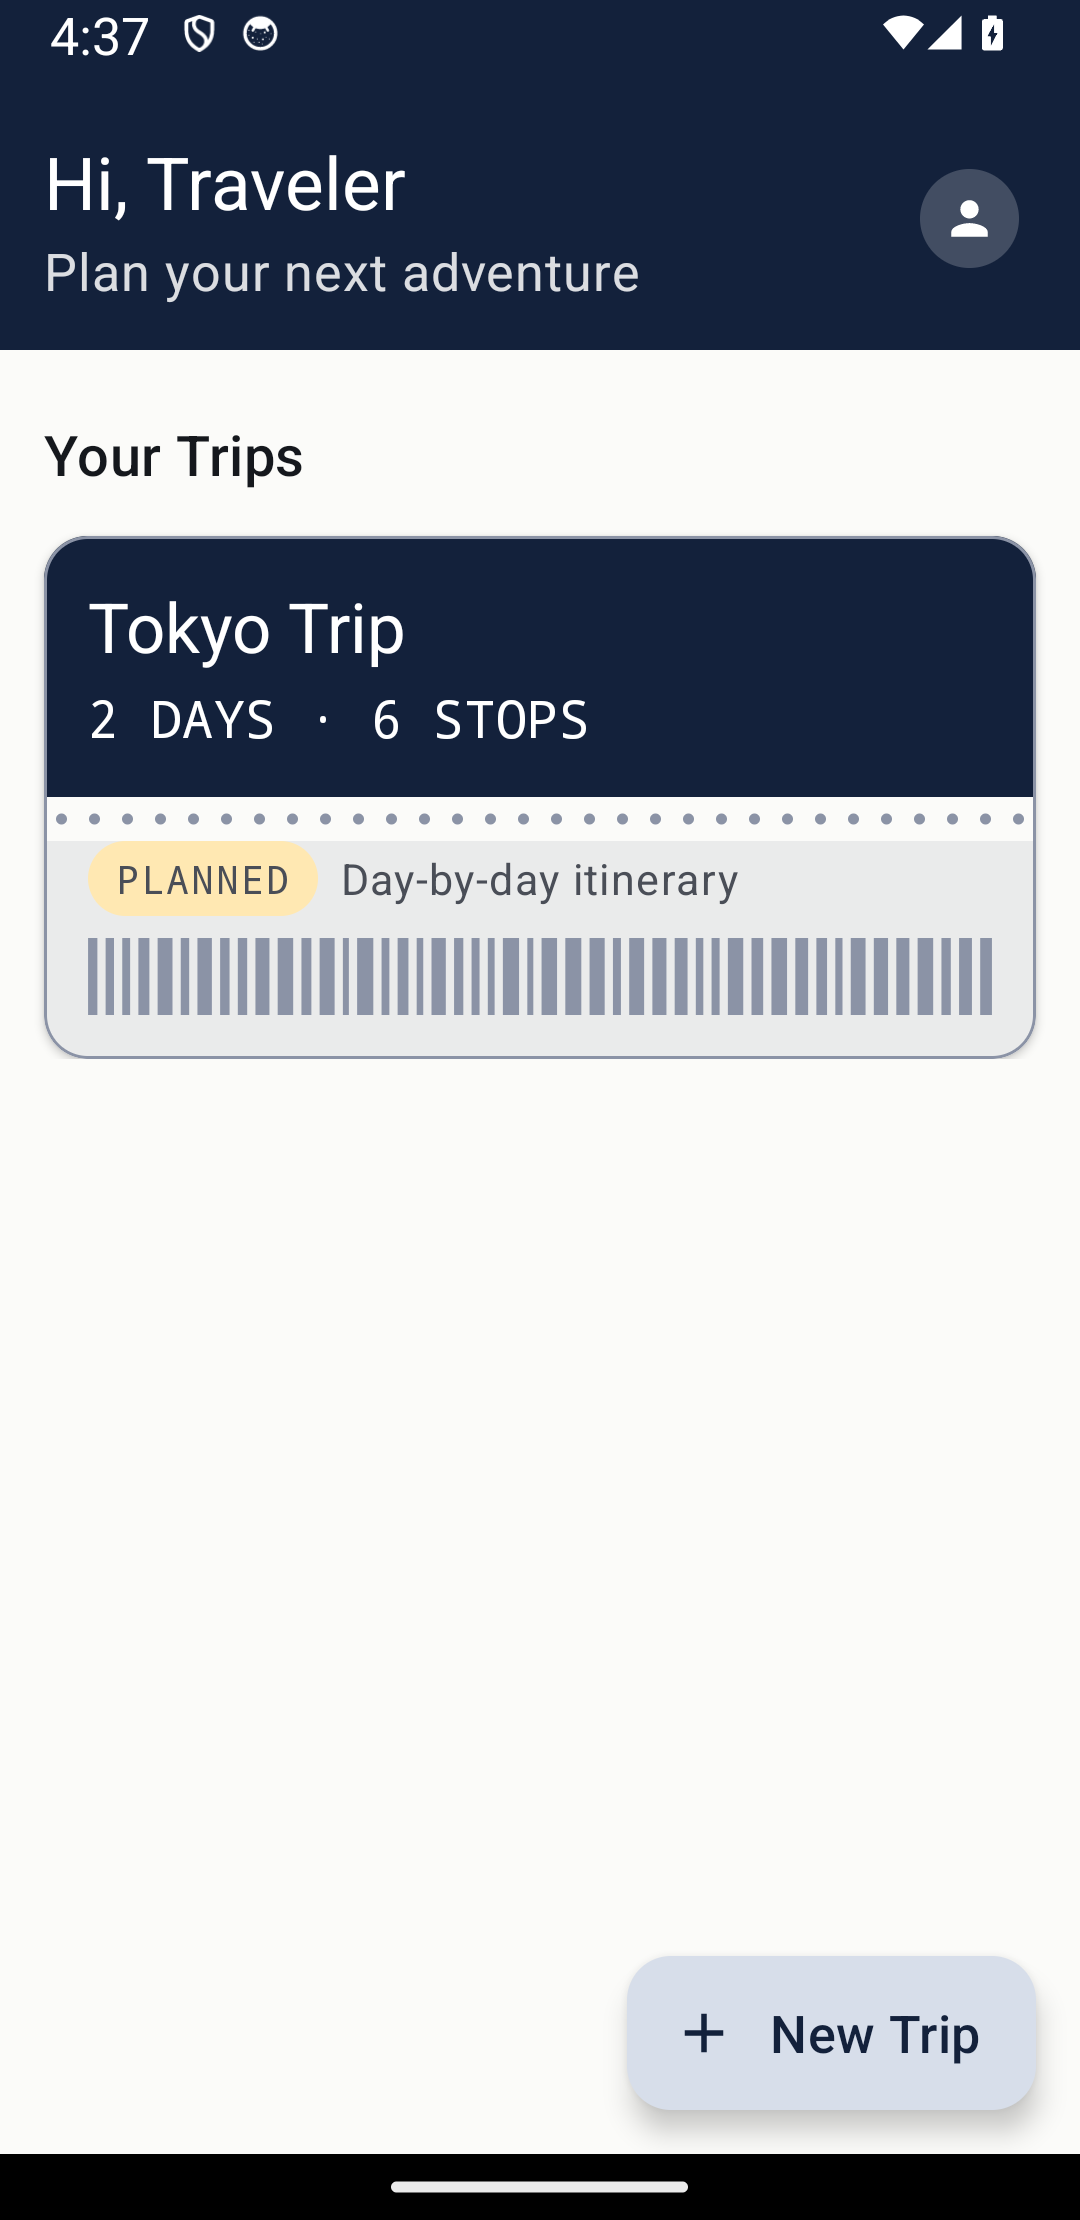 4:37
Hi, Traveler
Plan your next adventure
Your Trips
Tokyo Trip
2 DAYS · 6 STOPS
PLANNED Day-by-day itinerary
+ New Trip